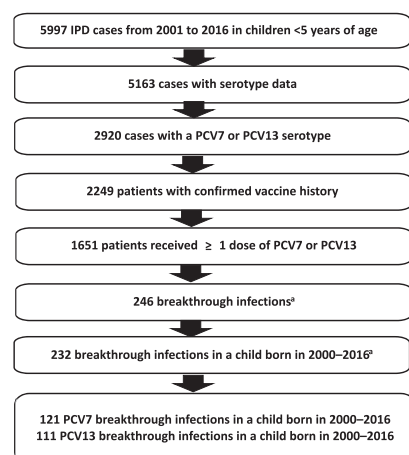 5997 IPD cases from 2001 to 2016 in children <5 years of age
5163 cases with serotype data
2920 cases with a PCV7 or PCV13 serotype
2249 patients with confirmed vaccine history
1651 patients received ≥ 1 dose of PCV7 or PCV13
246 breakthrough infectionsᵃ
232 breakthrough infections in a child born in 2000–2016ᵃ
121 PCV7 breakthrough infections in a child born in 2000–2016
111 PCV13 breakthrough infections in a child born in 2000–2016